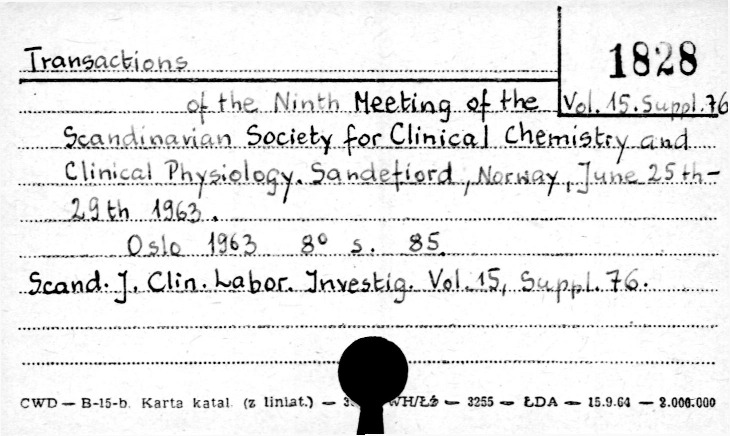 Transactions
1828
of the Ninth Meeting of the Vol. 15. Suppl. 76
Scandinavian Society for Clinical Chemistry and
Clinical Physiology. Sandefiord, Norway, June 25th-
29th 1963.
Oslo 1963 8° s. 85
Scand. J. Clin. Labor. Investig. Vol. 15, Suppl. 76.
CWD — B-15-b. Karta katal. (z liniat.) — WH/Łż — 3255 — ŁDA — 15.9.64 — 2.000.000